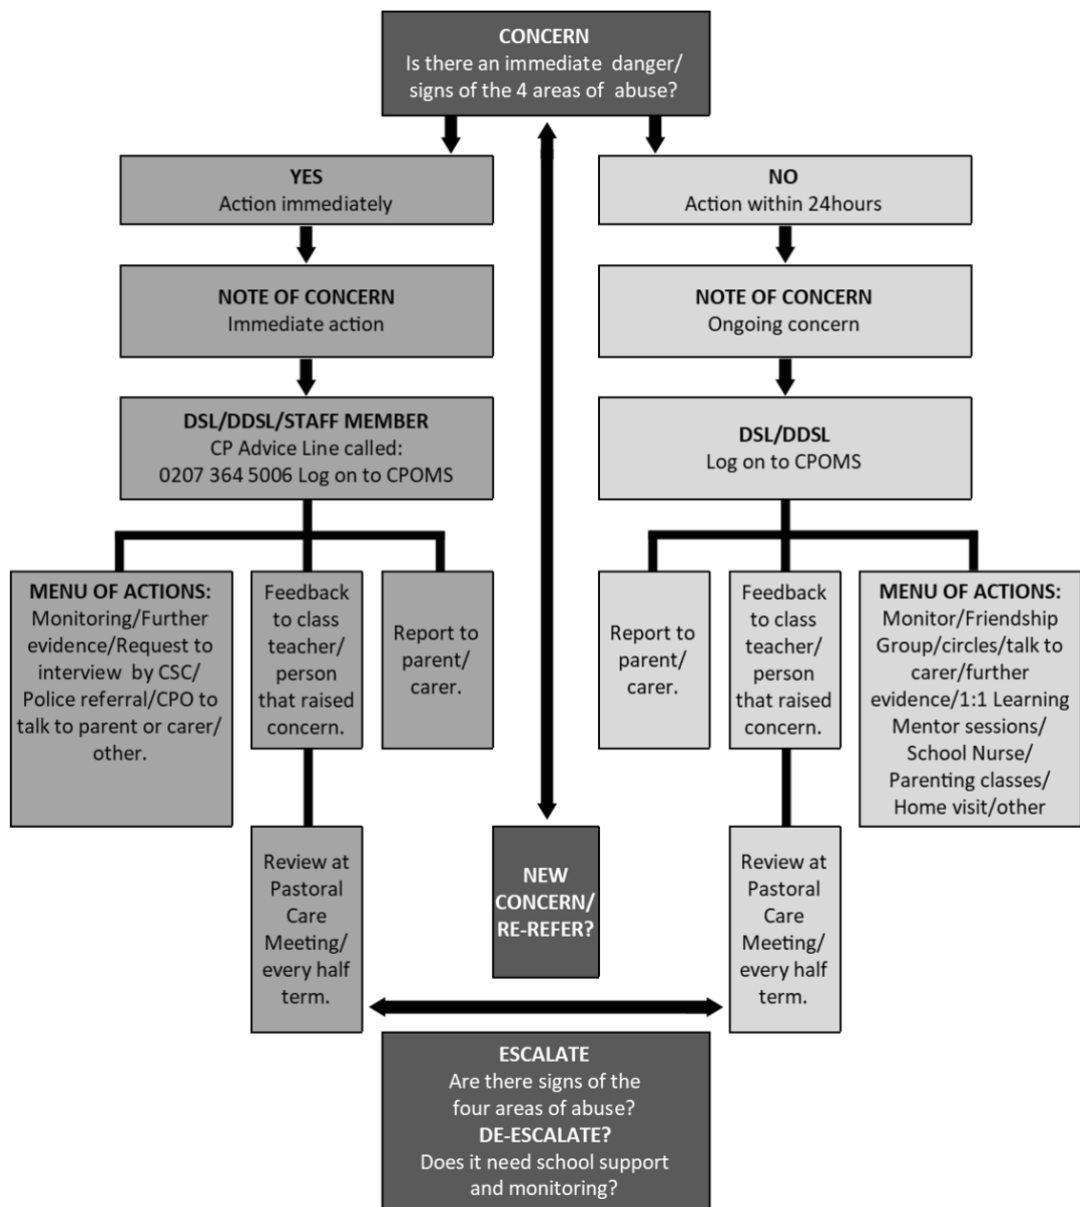 CONCERN
Is there an immediate danger/
signs of the 4 areas of abuse?
YES
Action immediately
NO
Action within 24hours
NOTE OF CONCERN
Immediate action
NOTE OF CONCERN
Ongoing concern
DSL/DDSL/STAFF MEMBER
CP Advice Line called:
0207 364 5006 Log on to CPOMS
DSL/DDSL
Log on to CPOMS
MENU OF ACTIONS:
Monitoring/Further
evidence/Request to
interview by CSC/
Police referral/CPO to
talk to parent or carer/
other.
Feedback
to class
teacher/
person
that raised
concern.
Report to
parent/
carer.
Report to
parent/
carer.
Feedback
to class
teacher/
person
that raised
concern.
MENU OF ACTIONS:
Monitor/Friendship
Group/circles/talk to
carer/further
evidence/1:1 Learning
Mentor sessions/
School Nurse/
Parenting classes/
Home visit/other
Review at
Pastoral
Care
Meeting/
every half
term.
NEW
CONCERN/
RE-REFER?
Review at
Pastoral
Care
Meeting/
every half
term.
ESCALATE
Are there signs of the
four areas of abuse?
DE-ESCALATE?
Does it need school support
and monitoring?